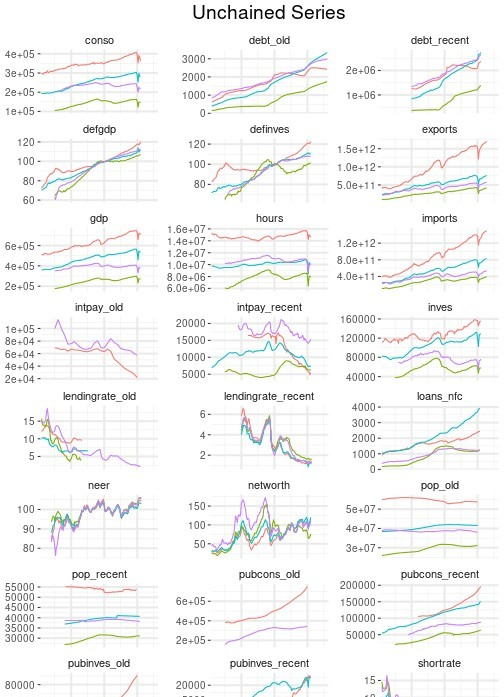 Unchained Series
conso debt_old debt_recent
4e+05
3e+05
2e+05
1e+05
3000
2000
1000
0
2e+06
1e+06
defgdp definves exports
120
100
80
60
120
100
80
1.5e+12
1.0e+12
5.0e+11
gdp hours imports
6e+05
4e+05
2e+05
1.6e+07
1.4e+07
1.2e+07
1.0e+07
8.0e+06
6.0e+06
1.2e+12
8.0e+11
4.0e+11
intpay_old intpay_recent inves
1e+05
8e+04
6e+04
4e+04
2e+04
20000
15000
10000
5000
160000
120000
80000
40000
lendingrate_old lendingrate_recent loans_nfc
15
10
5
6
4
2
4000
3000
2000
1000
0
neer networth pop_old
100
90
80
150
100
50
5e+07
4e+07
3e+07
pop_recent pubcons_old pubcons_recent
55000
50000
45000
40000
35000
30000
6e+05
4e+05
2e+05
200000
150000
100000
50000
pubinves_old pubinves_recent shortrate
80000
20000
15000
15
10